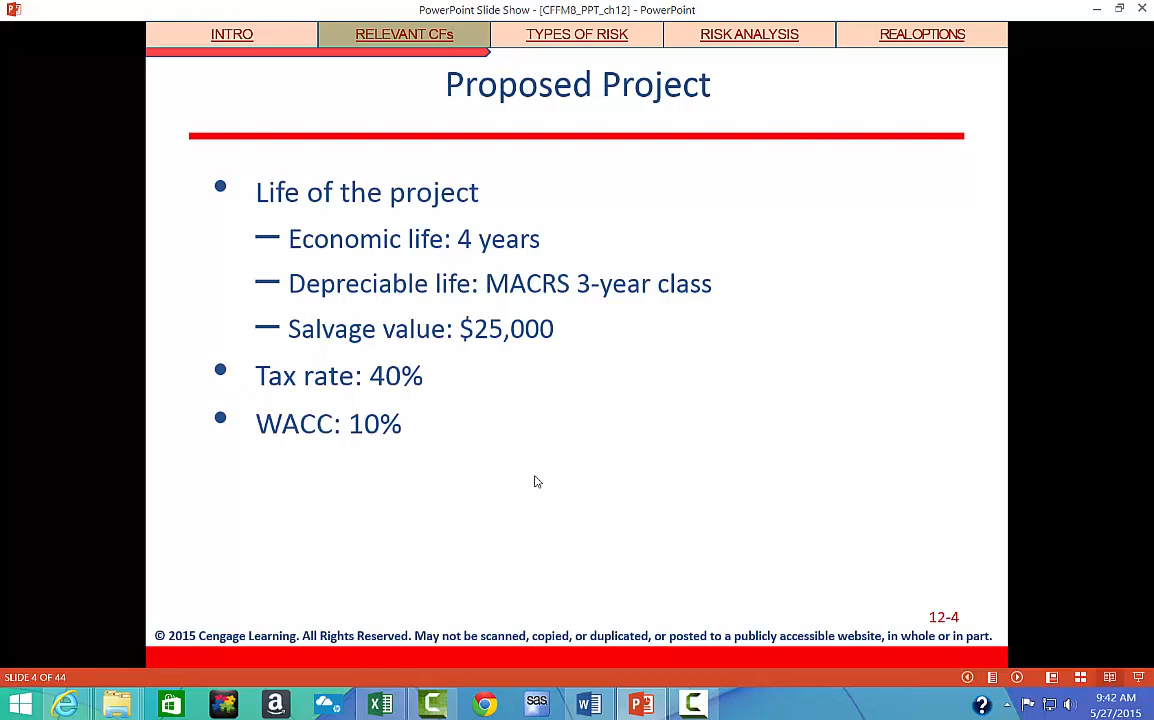 PowerPoint Slide Show - [CFFM8_PPT_ch12] - PowerPoint
INTRO
RELEVANT CFs
TYPES OF RISK
RISK ANALYSIS
REAL OPTIONS
Proposed Project
• Life of the project
— Economic life: 4 years
— Depreciable life: MACRS 3-year class
— Salvage value: $25,000
• Tax rate: 40%
• WACC: 10%
12-4
© 2015 Cengage Learning. All Rights Reserved. May not be scanned, copied, or duplicated, or posted to a publicly accessible website, in whole or in part.
SLIDE 4 OF 44
9:42 AM
5/27/2015